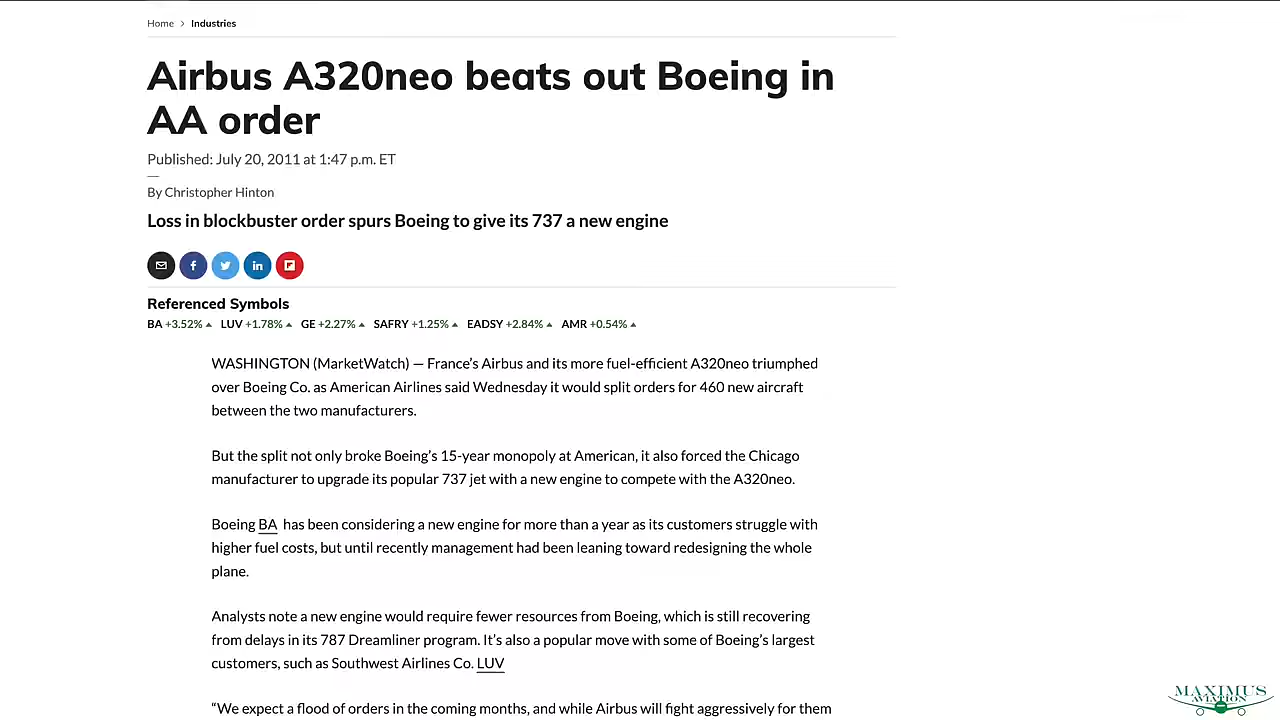 Home > Industries
Airbus A320neo beats out Boeing in
AA order
Published: July 20, 2011 at 1:47 p.m. ET
By Christopher Hinton
Loss in blockbuster order spurs Boeing to give its 737 a new engine
Referenced Symbols
BA +3.52% LUV +1.78% GE +2.27% SAFRY +1.25% EADSY +2.84% AMR +0.54%
WASHINGTON (MarketWatch) — France’s Airbus and its more fuel-efficient A320neo triumphed
over Boeing Co. as American Airlines said Wednesday it would split orders for 460 new aircraft
between the two manufacturers.
But the split not only broke Boeing’s 15-year monopoly at American, it also forced the Chicago
manufacturer to upgrade its popular 737 jet with a new engine to compete with the A320neo.
Boeing BA has been considering a new engine for more than a year as its customers struggle with
higher fuel costs, but until recently management had been leaning toward redesigning the whole
plane.
Analysts note a new engine would require fewer resources from Boeing, which is still recovering
from delays in its 787 Dreamliner program. It’s also a popular move with some of Boeing’s largest
customers, such as Southwest Airlines Co. LUV
“We expect a flood of orders in the coming months, and while Airbus will fight aggressively for them
MAXIMUS
AVIATION